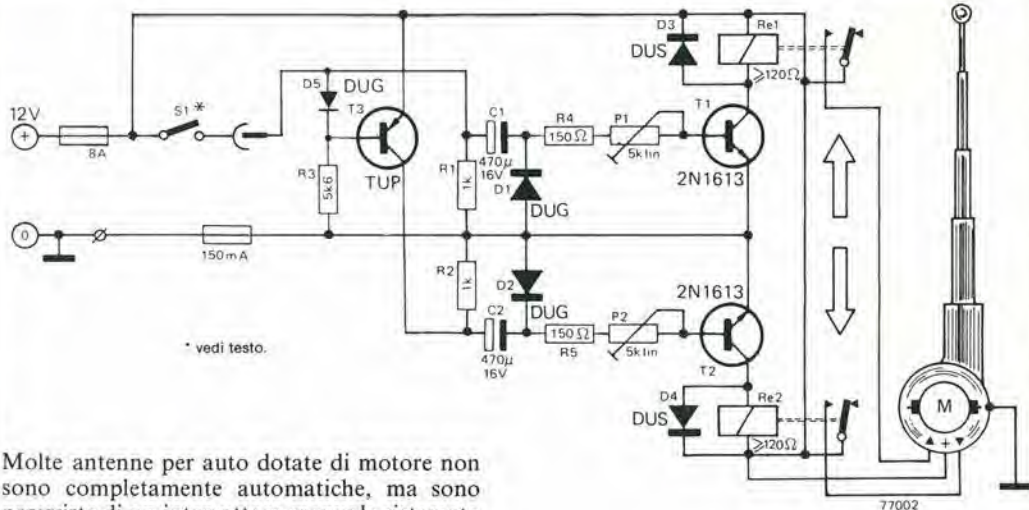 12V
+
8A
S1*
D5
DUG
T3
TUP
R3
5k6
R1
1k
C1
470µ
16V
D1
DUG
R4
150Ω
P1
5k lin
T1
2N1613
D3
DUS
Re1
≥120Ω
0
150mA
R2
1k
C2
470µ
16V
D2
DUG
150Ω
R5
P2
5k lin
2N1613
T2
D4
DUS
Re2
≥120Ω
M
+
77002
* vedi testo.
Molte antenne per auto dotate di motore non
sono completamente automatiche, ma sono